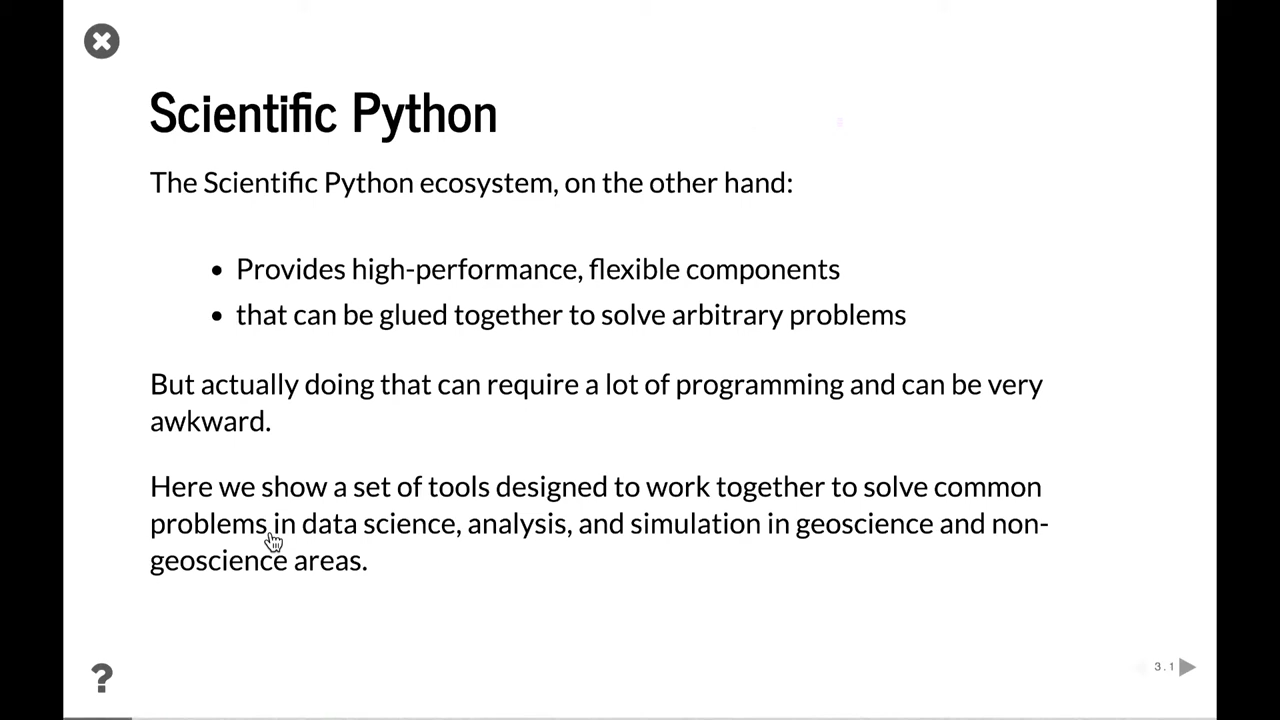 Scientific Python
The Scientific Python ecosystem, on the other hand:
• Provides high-performance, flexible components
• that can be glued together to solve arbitrary problems
But actually doing that can require a lot of programming and can be very
awkward.
Here we show a set of tools designed to work together to solve common
problems in data science, analysis, and simulation in geoscience and non-
geoscience areas.
?
3.1